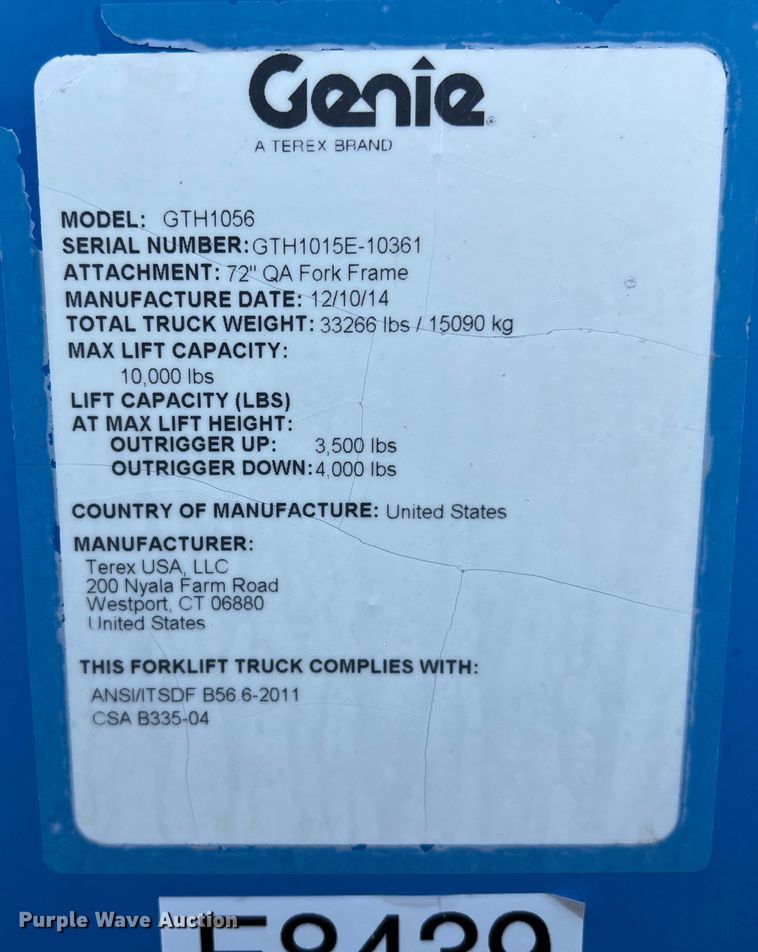 Genie
A TEREX BRAND
MODEL: GTH1056
SERIAL NUMBER: GTH1015E-10361
ATTACHMENT: 72" QA Fork Frame
MANUFACTURE DATE: 12/10/14
TOTAL TRUCK WEIGHT: 33266 lbs / 15090 kg
MAX LIFT CAPACITY:
10,000 lbs
LIFT CAPACITY (LBS)
AT MAX LIFT HEIGHT:
OUTRIGGER UP: 3,500 lbs
OUTRIGGER DOWN: 4,000 lbs
COUNTRY OF MANUFACTURE: United States
MANUFACTURER:
Terex USA, LLC
200 Nyala Farm Road
Westport, CT 06880
United States
THIS FORKLIFT TRUCK COMPLIES WITH:
ANSI/ITSDF B56.6-2011
CSA B335-04
Purple Wave Auction